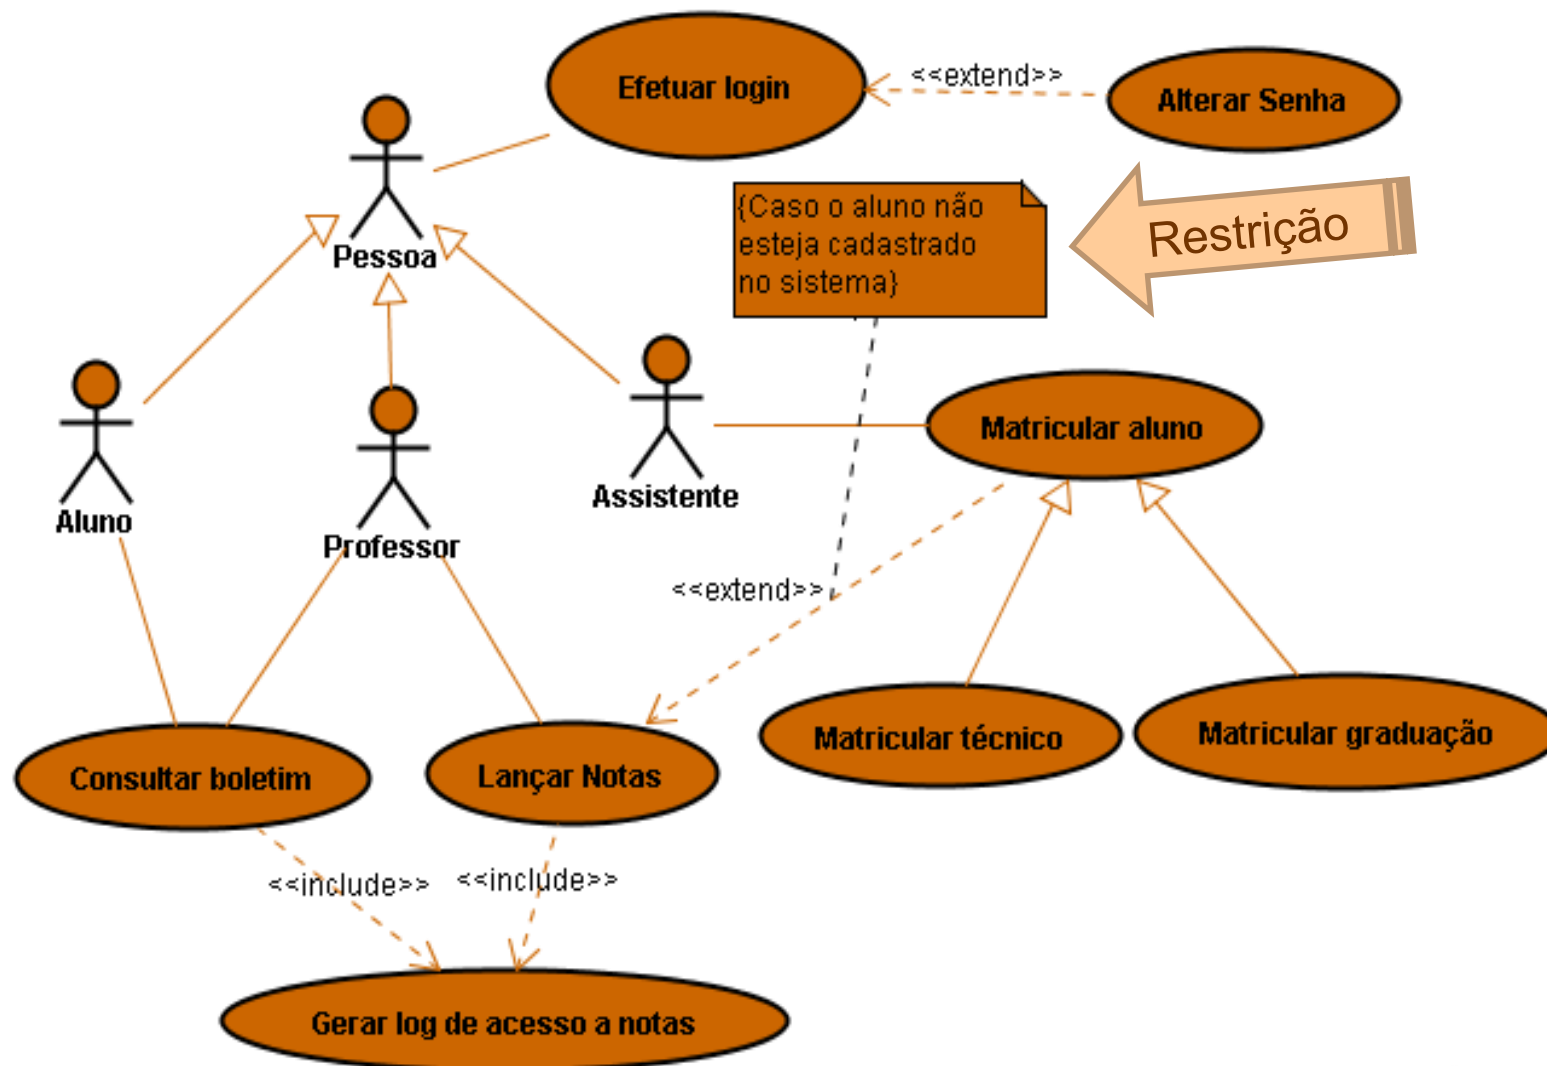 Efetuar login
<<extend>>
Alterar Senha
Pessoa
{Caso o aluno não
esteja cadastrado
no sistema}
Restrição
Aluno
Professor
Assistente
Matricular aluno
<<extend>>
Consultar boletim
Lançar Notas
Matricular técnico
Matricular graduação
<<include>>
<<include>>
Gerar log de acesso a notas